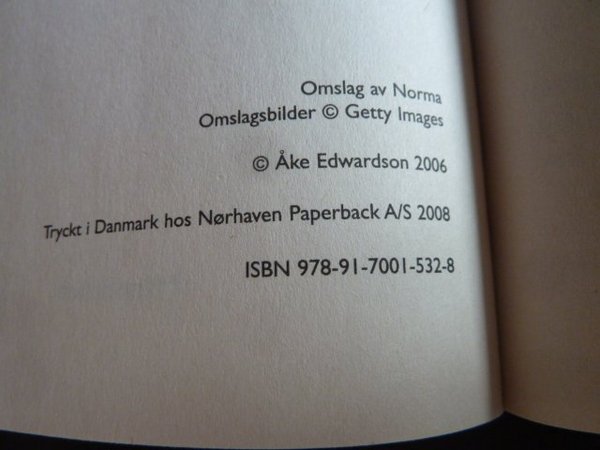 Omslag av Norma
Omslagsbilder © Getty Images
© Åke Edwardson 2006
Tryckt i Danmark hos Nørhaven Paperback A/S 2008
ISBN 978-91-7001-532-8